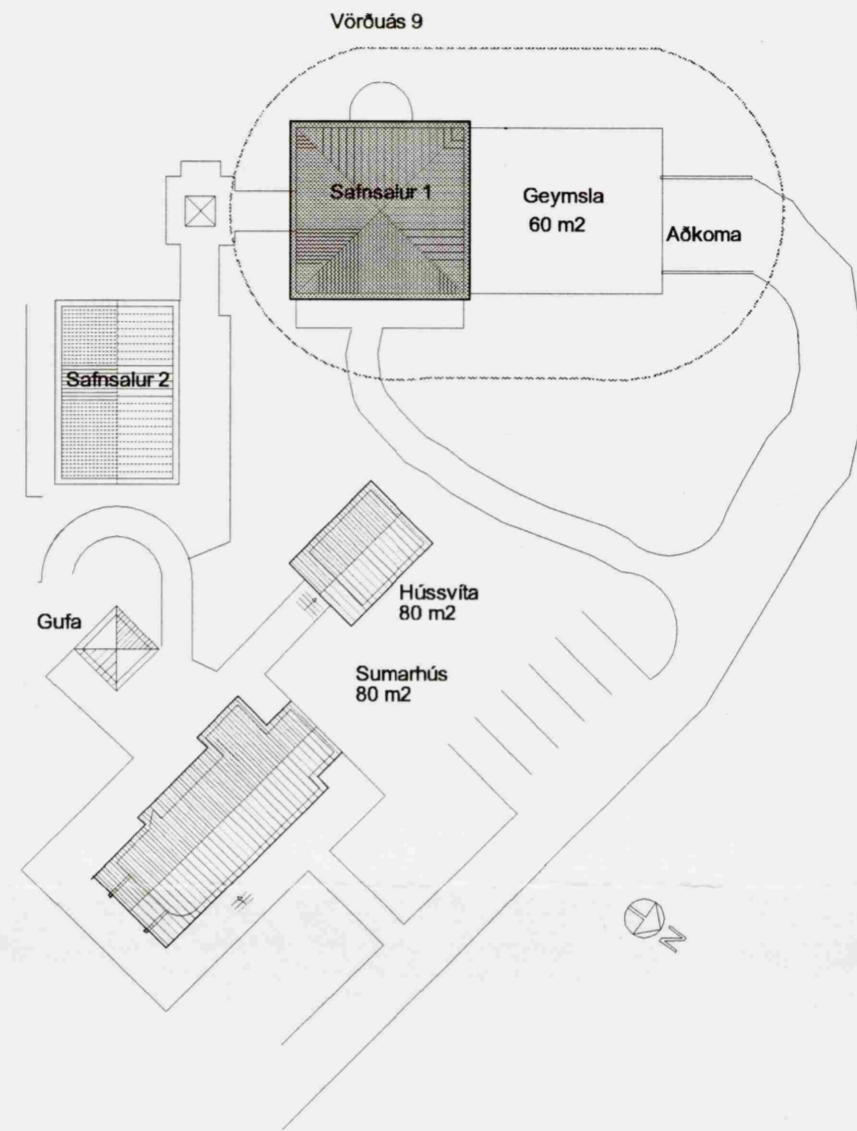 Vörðuás 9
Safnsalur 1
Geymsla
60 m2
Aðkoma
Safnsalur 2
Hússvíta
80 m2
Gufa
Sumarhús
80 m2
N